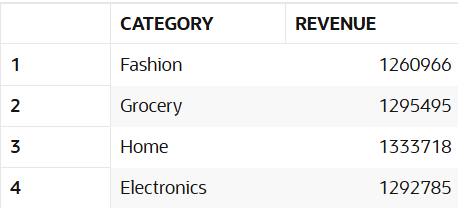 CATEGORY REVENUE
1 Fashion 1260966
2 Grocery 1295495
3 Home 1333718
4 Electronics 1292785